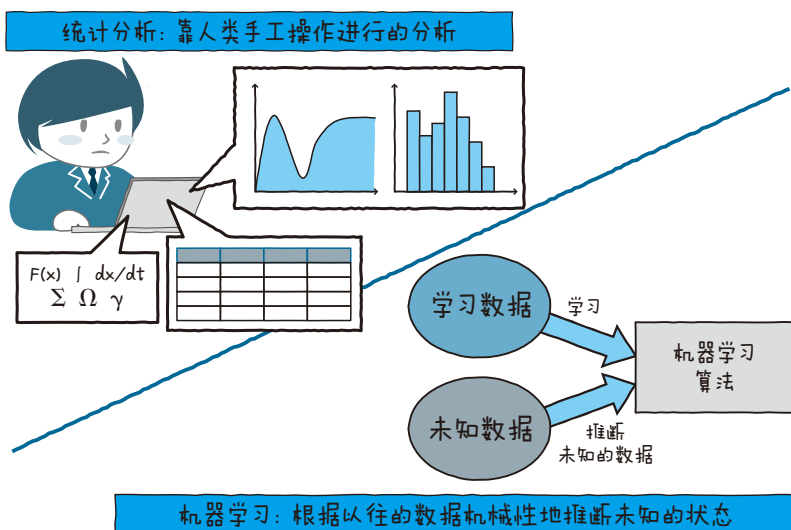 统计分析: 靠人类手工操作进行的分析
F(x) ∫ dx/dt
Σ Ω γ
学习数据
学习
机器学习
算法
未知数据
推断
未知的数据
机器学习: 根据以往的数据机械性地推断未知的状态